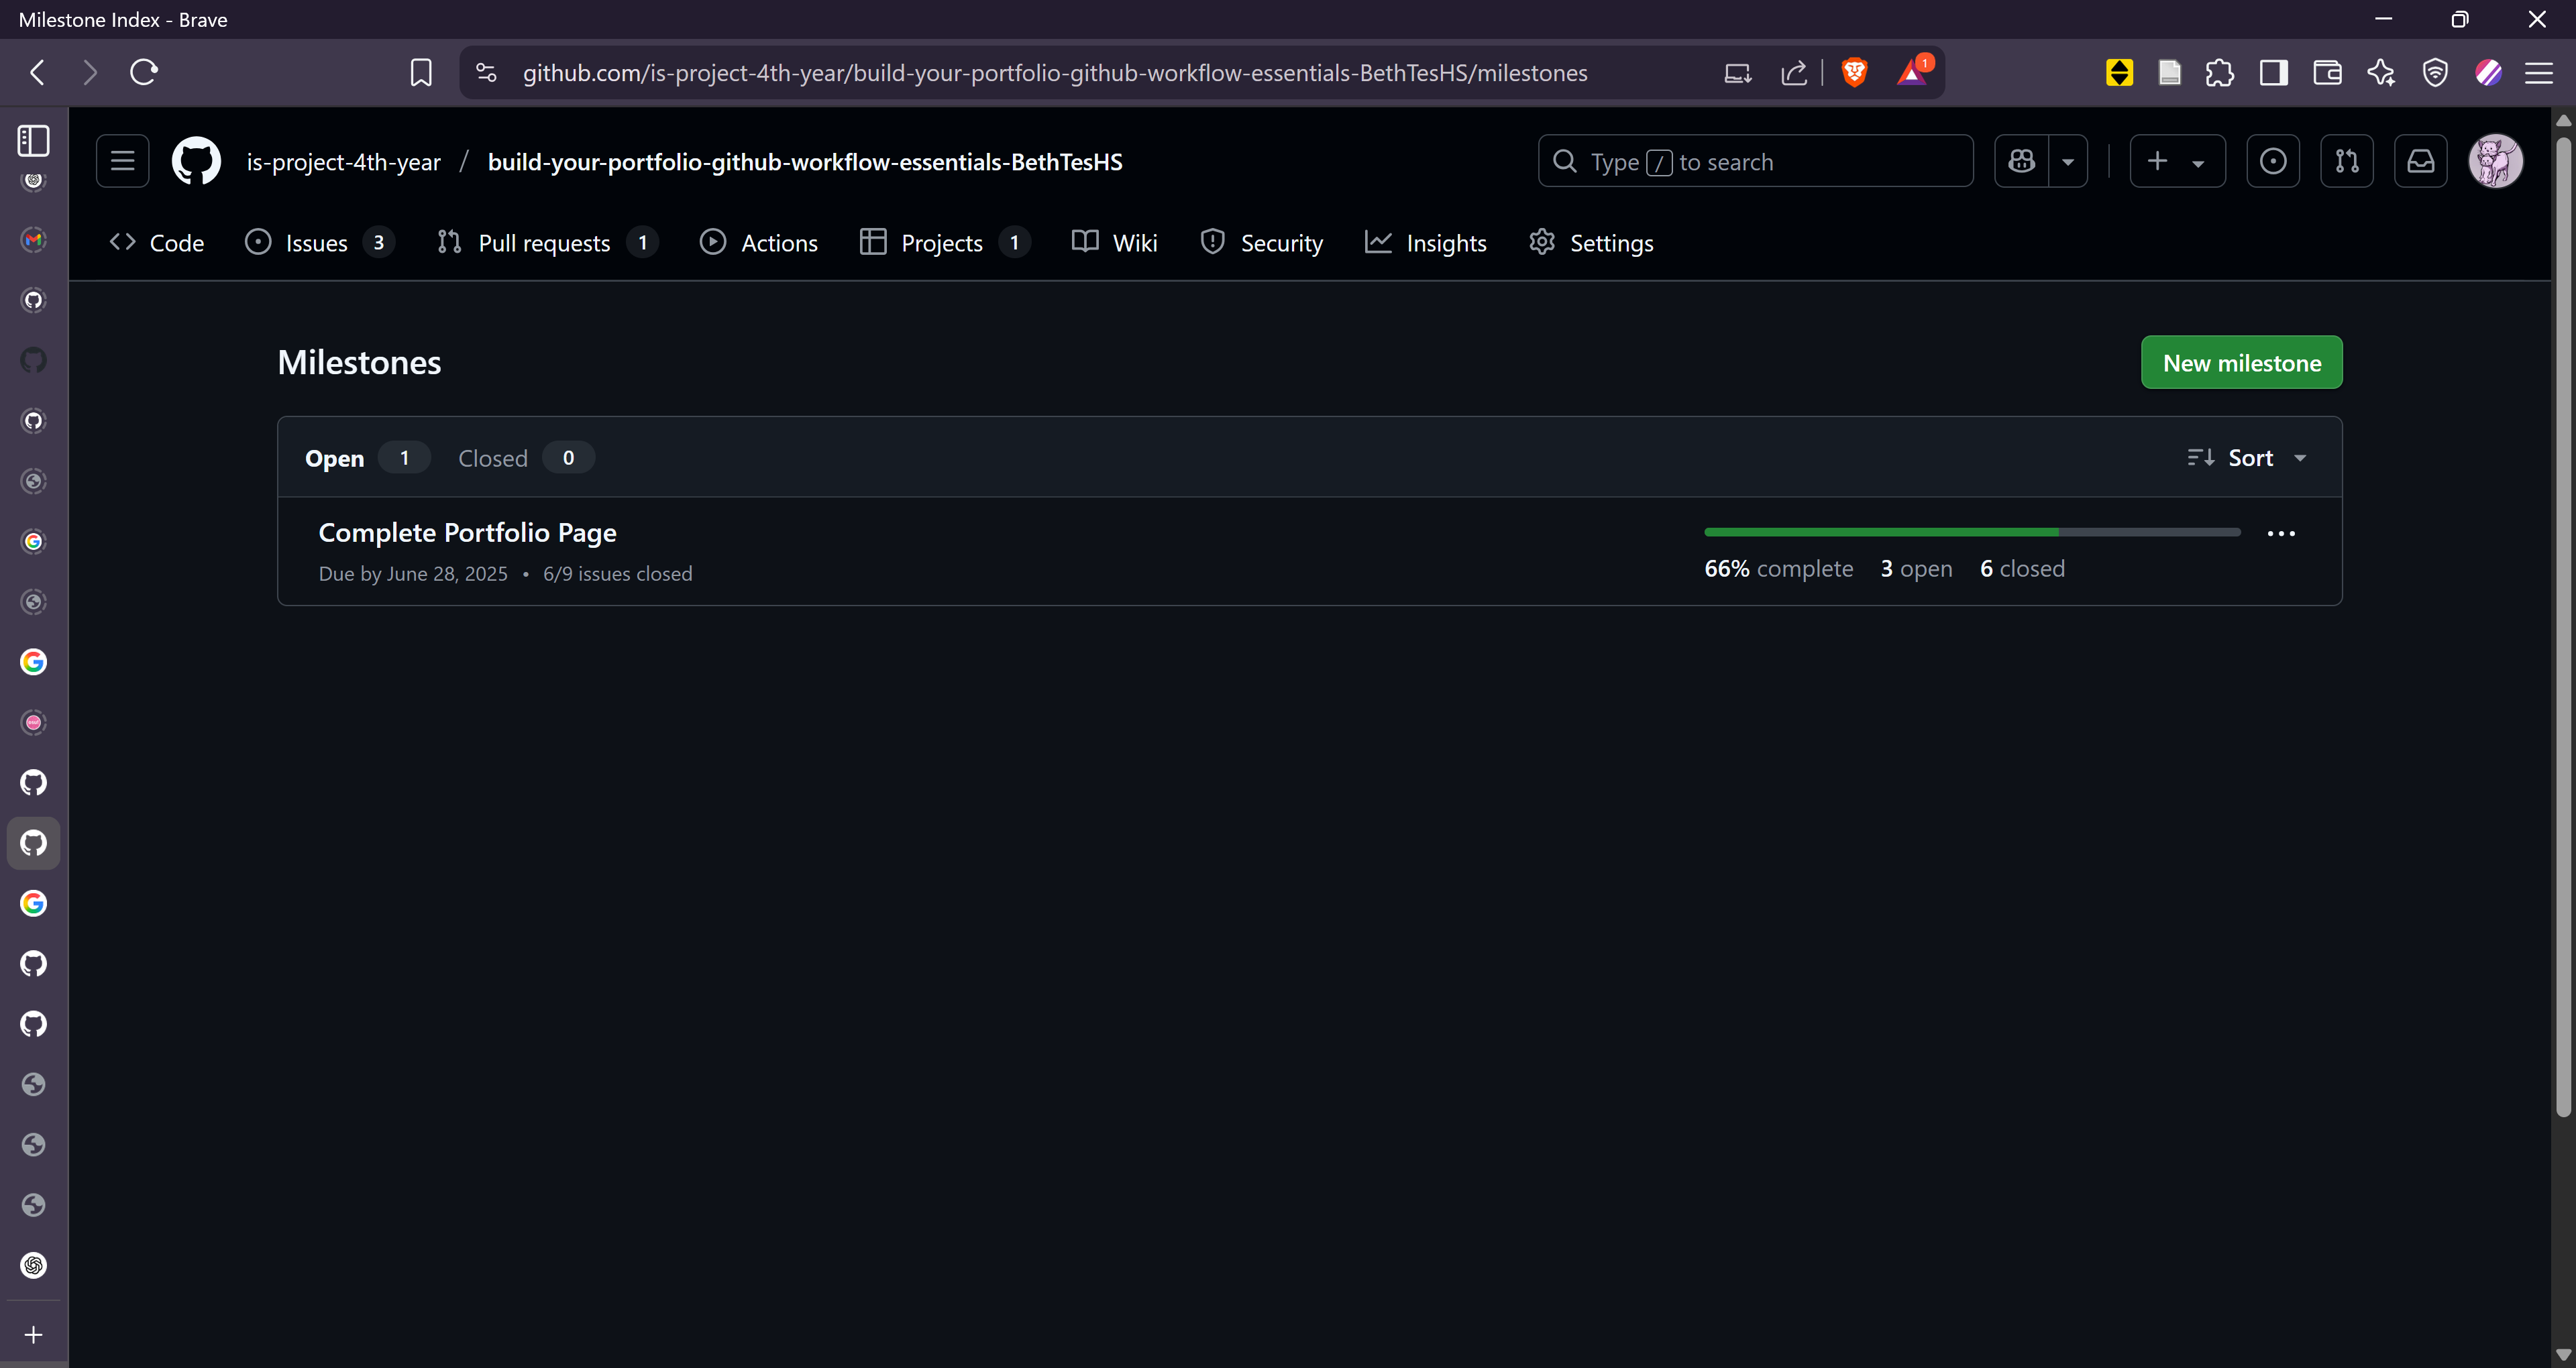 Milestone Index - Brave
github.com/is-project-4th-year/build-your-portfolio-github-workflow-essentials-BethTesHS/milestones
1
is-project-4th-year / build-your-portfolio-github-workflow-essentials-BethTesHS
Type / to search
Code Issues 3 Pull requests 1 Actions Projects 1 Wiki Security Insights Settings
Milestones
New milestone
Open 1 Closed 0
Sort
Complete Portfolio Page
Due by June 28, 2025 • 6/9 issues closed
66% complete 3 open 6 closed